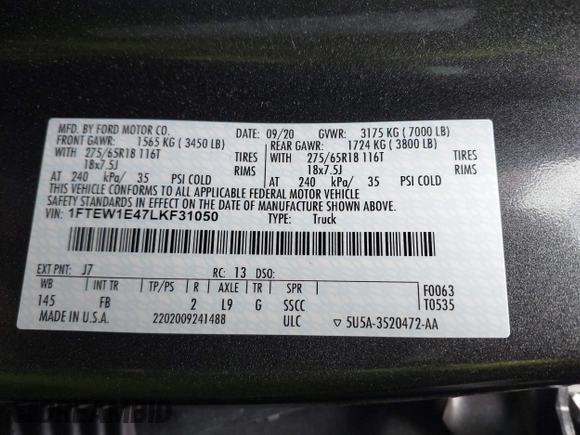 MFD. BY FORD MOTOR CO.
DATE: 09/20 GVWR: 3175 KG ( 7000 LB)
FRONT GAWR: 1565 KG ( 3450 LB)
REAR GAWR: 1724 KG ( 3800 LB)
WITH 275/65R18 116T TIRES
WITH 275/65R18 116T TIRES
18x7.5J RIMS
18x7.5J RIMS
AT 240 kPa/ 35 PSI COLD
AT 240 kPa/ 35 PSI COLD
THIS VEHICLE CONFORMS TO ALL APPLICABLE FEDERAL MOTOR VEHICLE
SAFETY STANDARDS IN EFFECT ON THE DATE OF MANUFACTURE SHOWN ABOVE.
VIN: 1FTEW1E47LKF31050 TYPE: Truck
EXT PNT: J7 RC: 13 DSO:
WB INT TR TP/PS R AXLE TR SPR F0063
145 FB 2 L9 G SSCC T0535
MADE IN U.S.A. 2202009241488 ULC ▽ 5U5A-3520472-AA
DREAMBID